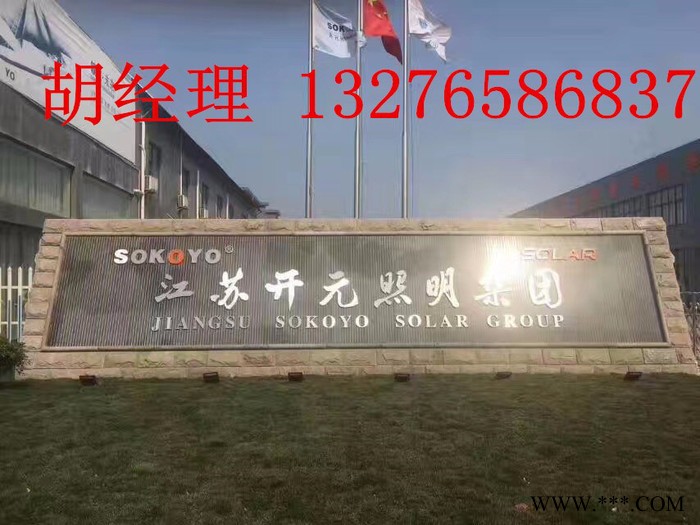 SOKOYO
胡经理 13276586837
SOKOYO® SOLAR
江苏开元照明集团
JIANGSU SOKOYO SOLAR GROUP
WWW.***.COM